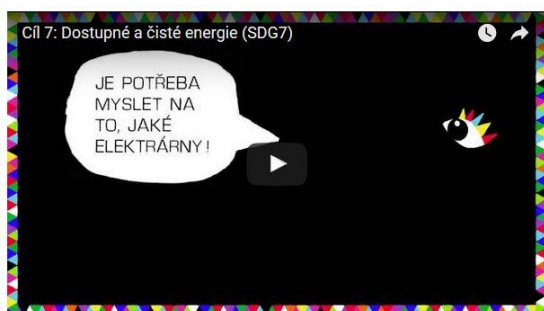 Cíl 7: Dostupné a čisté energie (SDG7)
JE POTŘEBA
MYSLET NA
TO, JAKÉ
ELEKTRÁRNY!